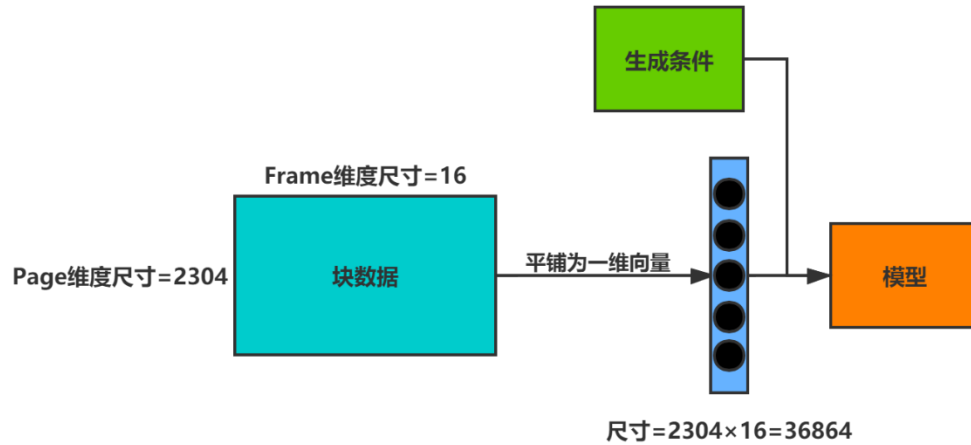 生成条件
Frame维度尺寸=16
Page维度尺寸=2304
块数据
平铺为一维向量
模型
尺寸=2304×16=36864